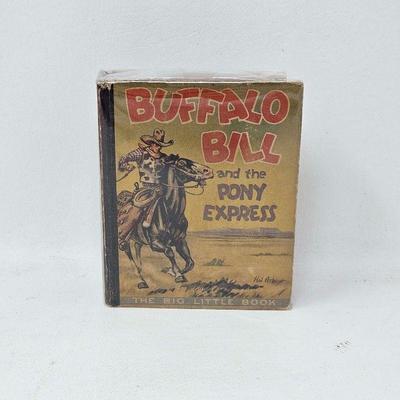 BUFFALO
BILL
and the
PONY
EXPRESS
THE BIG LITTLE BOOK